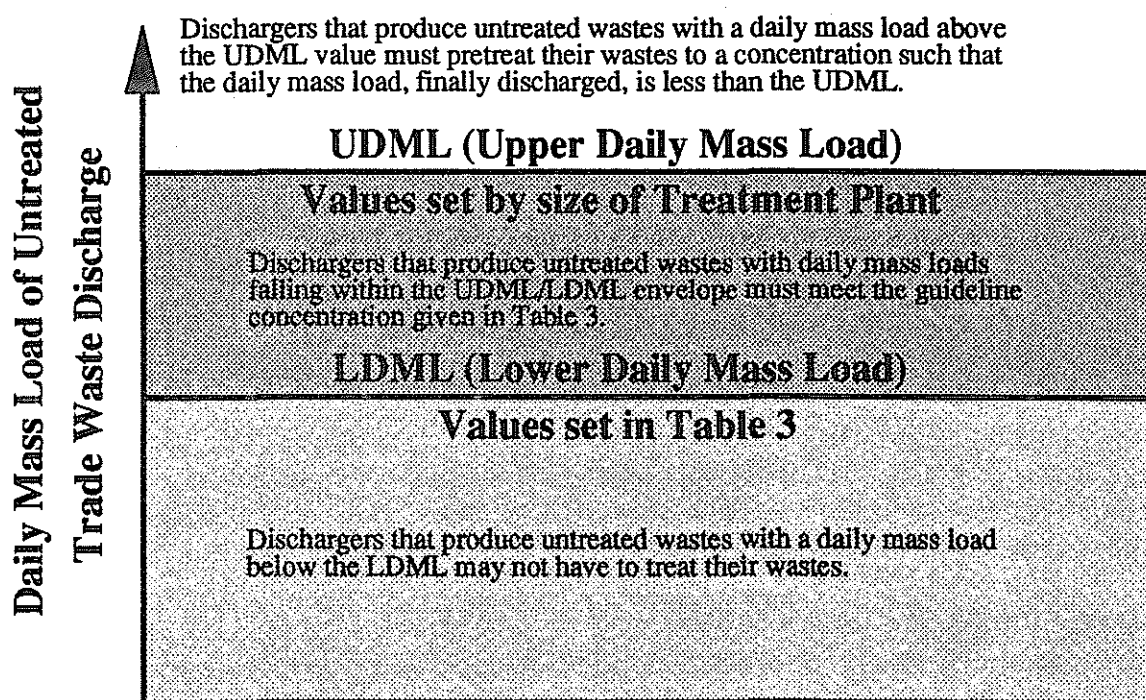 Daily Mass Load of Untreated
Trade Waste Discharge
Dischargers that produce untreated wastes with a daily mass load above
the UDML value must pretreat their wastes to a concentration such that
the daily mass load, finally discharged, is less than the UDML.
UDML (Upper Daily Mass Load)
Values set by size of Treatment Plant
Dischargers that produce untreated wastes with daily mass loads
falling within the UDML/LDML envelope must meet the guideline
concentration given in Table 3.
LDML (Lower Daily Mass Load)
Values set in Table 3
Dischargers that produce untreated wastes with a daily mass load
below the LDML may not have to treat their wastes.